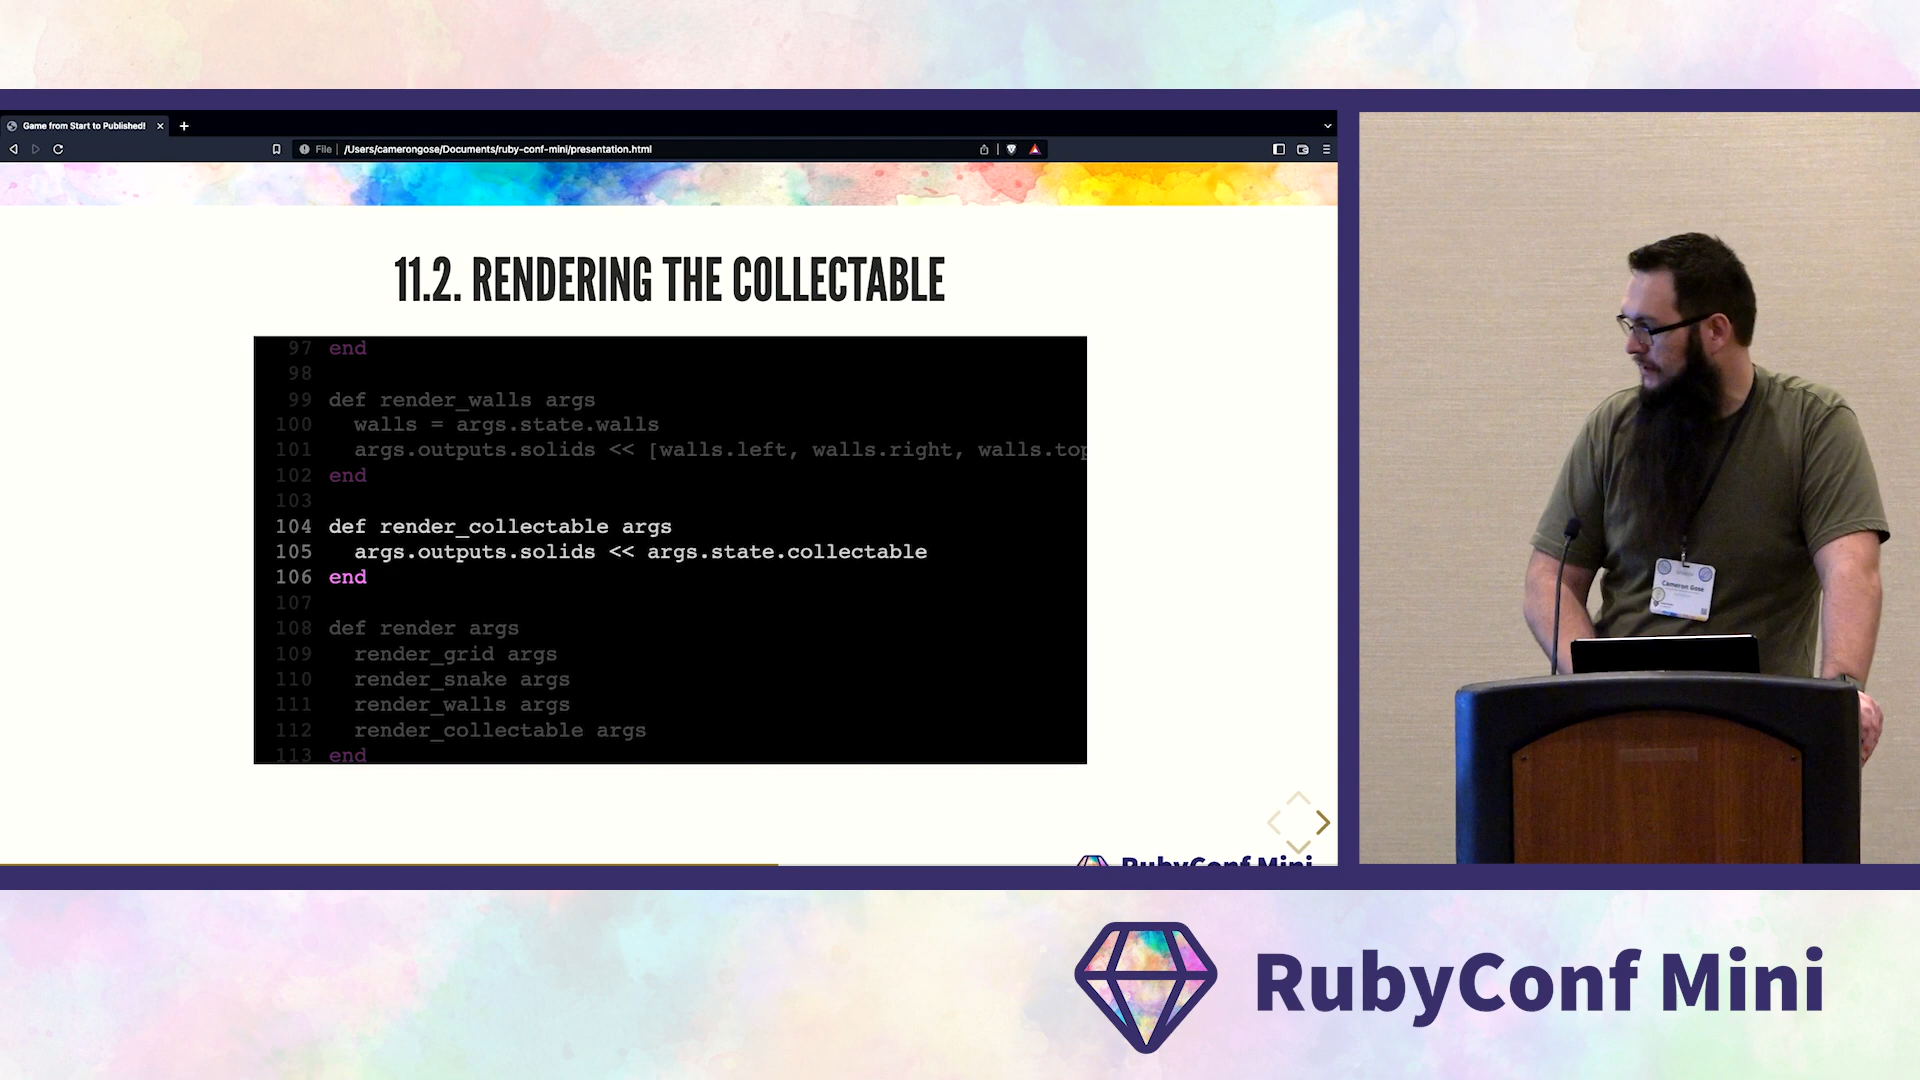 Game from Start to Published!
File | /Users/camerongose/Documents/ruby-conf-mini/presentation.html
11.2. RENDERING THE COLLECTABLE
97 end
98
99 def render_walls args
100 walls = args.state.walls
101 args.outputs.solids << [walls.left, walls.right, walls.top
102 end
103
104 def render_collectable args
105 args.outputs.solids << args.state.collectable
106 end
107
108 def render args
109 render_grid args
110 render_snake args
111 render_walls args
112 render_collectable args
113 end
RubyConf Mini
Cameron Gose
RubyConf Mini